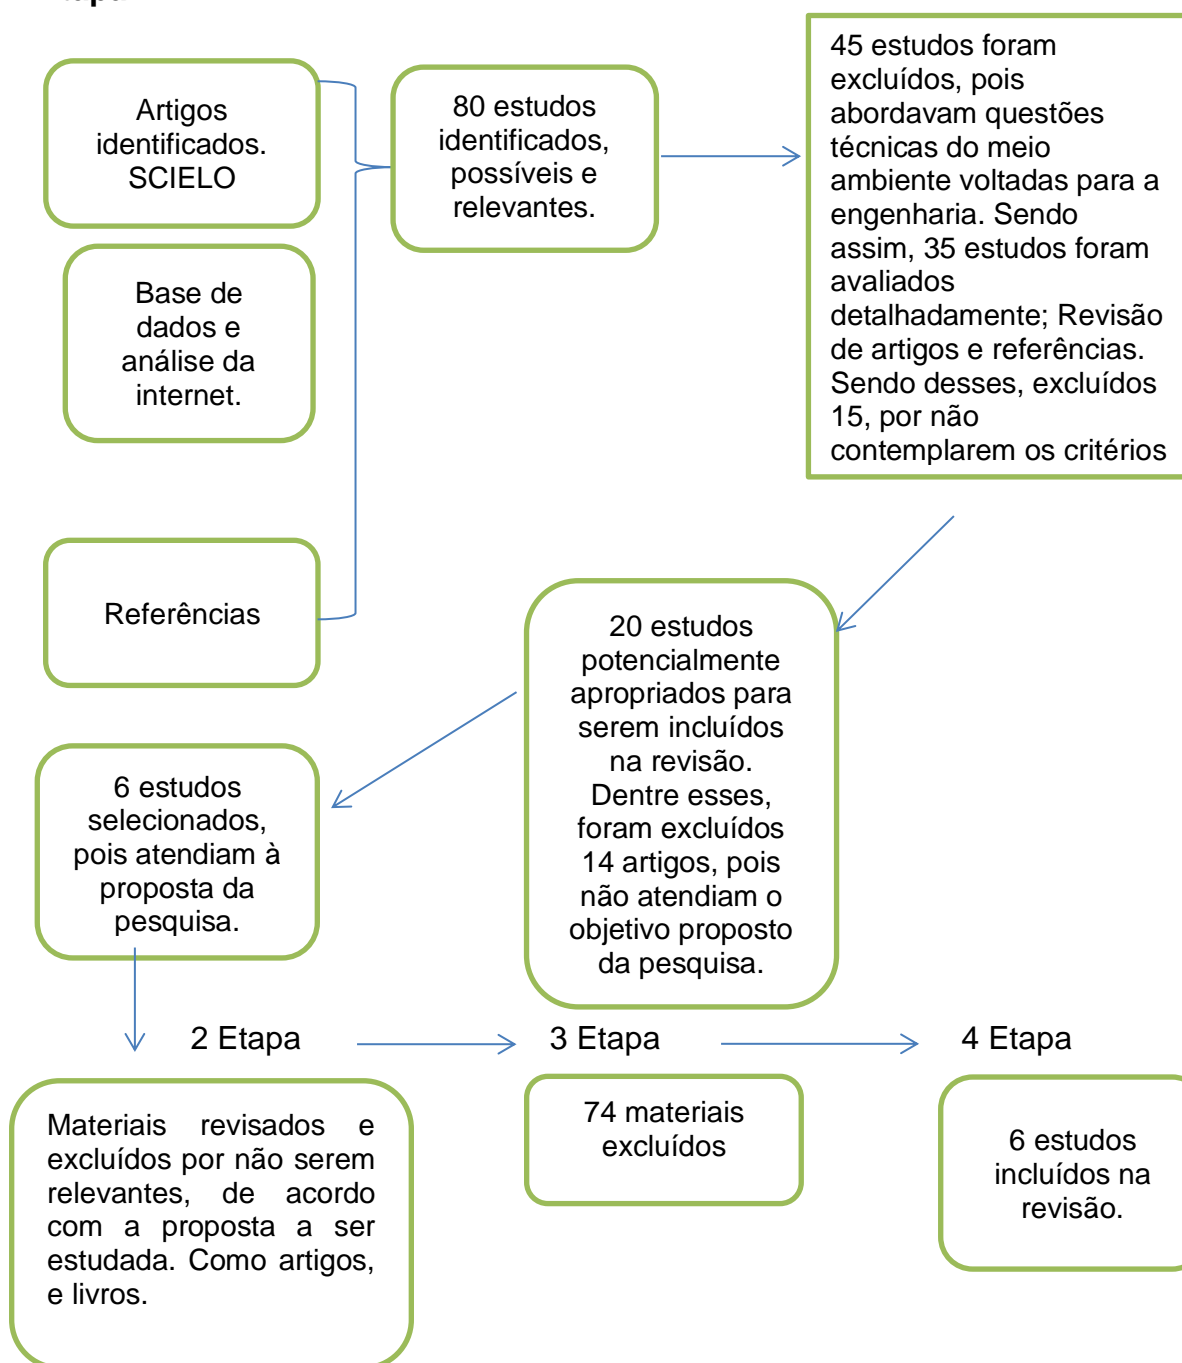 Artigos
identificados.
SCIELO
Base de
dados e
análise da
internet.
Referências
80 estudos
identificados,
possíveis e
relevantes.
45 estudos foram
excluídos, pois
abordavam questões
técnicas do meio
ambiente voltadas para a
engenharia. Sendo
assim, 35 estudos foram
avaliados
detalhadamente; Revisão
de artigos e referências.
Sendo desses, excluídos
15, por não
contemplarem os critérios
20 estudos
potencialmente
apropriados para
serem incluídos
na revisão.
Dentre esses,
foram excluídos
14 artigos, pois
não atendiam o
objetivo proposto
da pesquisa.
6 estudos
selecionados,
pois atendiam à
proposta da
pesquisa.
2 Etapa
3 Etapa
4 Etapa
Materiais revisados e
excluídos por não serem
relevantes, de acordo
com a proposta a ser
estudada. Como artigos,
e livros.
74 materiais
excluídos
6 estudos
incluídos na
revisão.